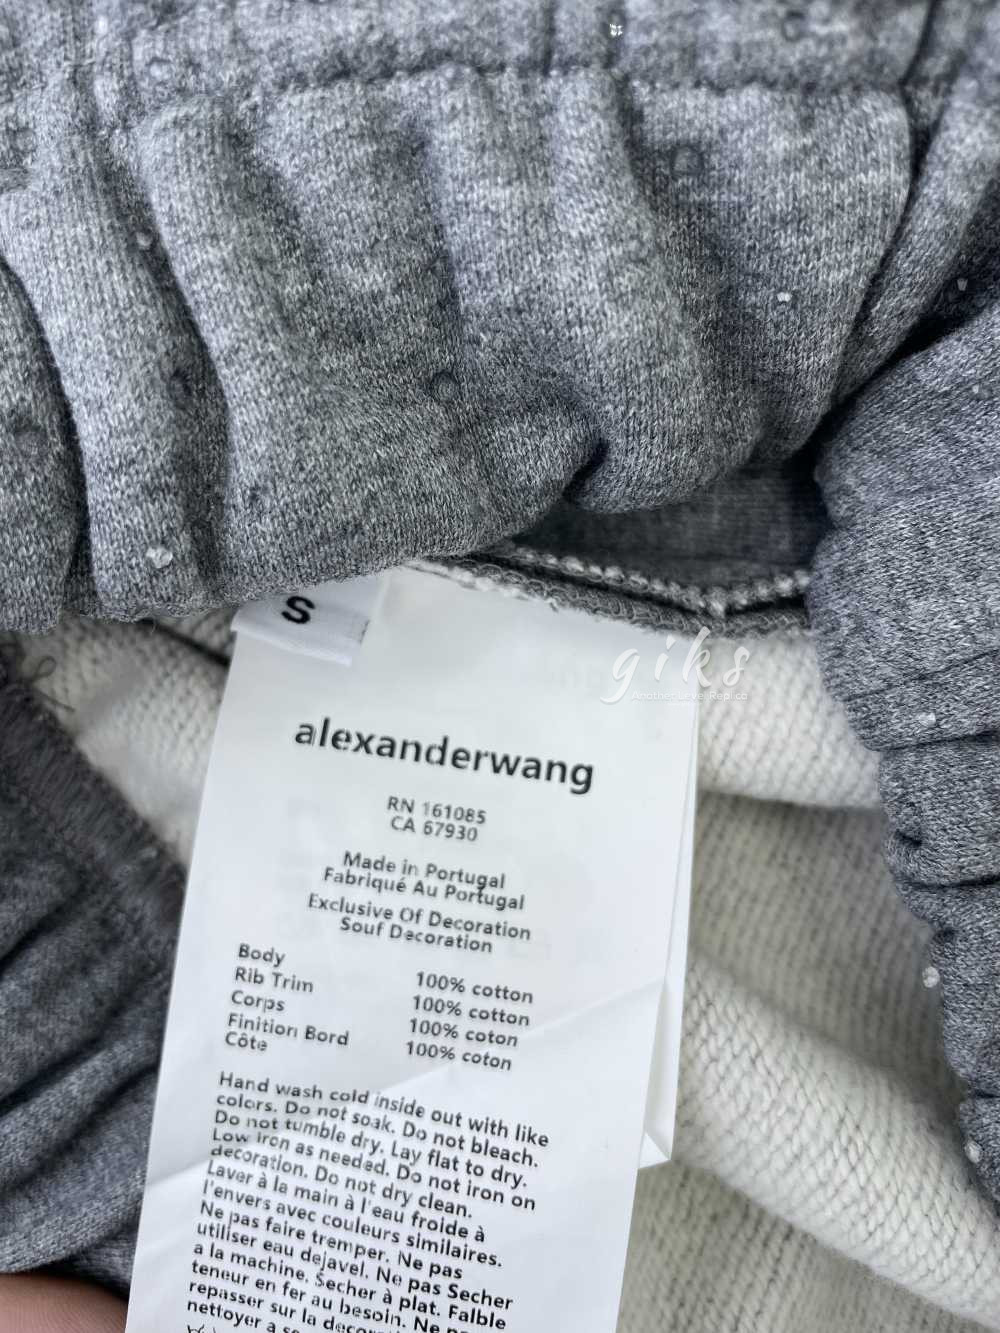 S
giks
Another Level Replica
alexanderwang
RN 161085
CA 67930
Made in Portugal
Fabriqué Au Portugal
Exclusive Of Decoration
Souf Decoration
Body 100% cotton
Rib Trim 100% cotton
Corps 100% coton
Finition Bord 100% coton
Côte
Hand wash cold inside out with like
colors. Do not soak. Do not bleach.
Do not tumble dry. Lay flat to dry.
Low iron as needed. Do not iron on
decoration. Do not dry clean.
Laver à la main à l'eau froide à
l'envers avec couleurs similaires.
Ne pas faire tremper. Ne pas
utiliser eau dejavel. Ne pas Secher
a la machine. Secher à plat. Falble
teneur en fer au besoin. Ne
repasser sur la
nettoyer a